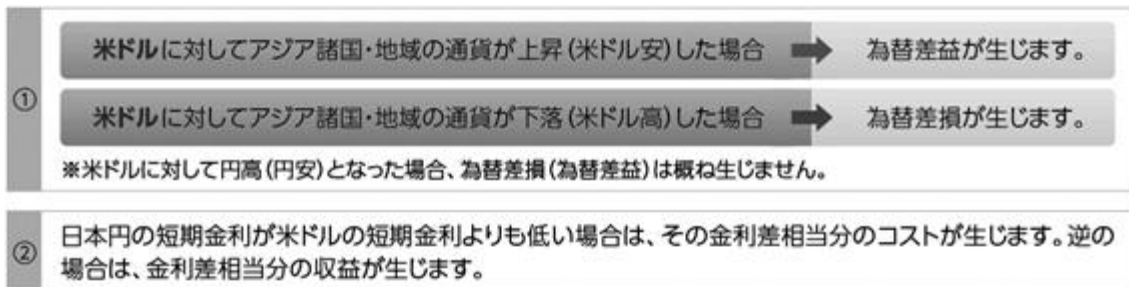 ①
米ドルに対してアジア諸国・地域の通貨が上昇(米ドル安)した場合 ➡ 為替差益が生じます。
米ドルに対してアジア諸国・地域の通貨が下落(米ドル高)した場合 ➡ 為替差損が生じます。
※米ドルに対して円高(円安)となった場合、為替差損(為替差益)は概ね生じません。
②
日本円の短期金利が米ドルの短期金利よりも低い場合は、その金利差相当分のコストが生じます。逆の
場合は、金利差相当分の収益が生じます。